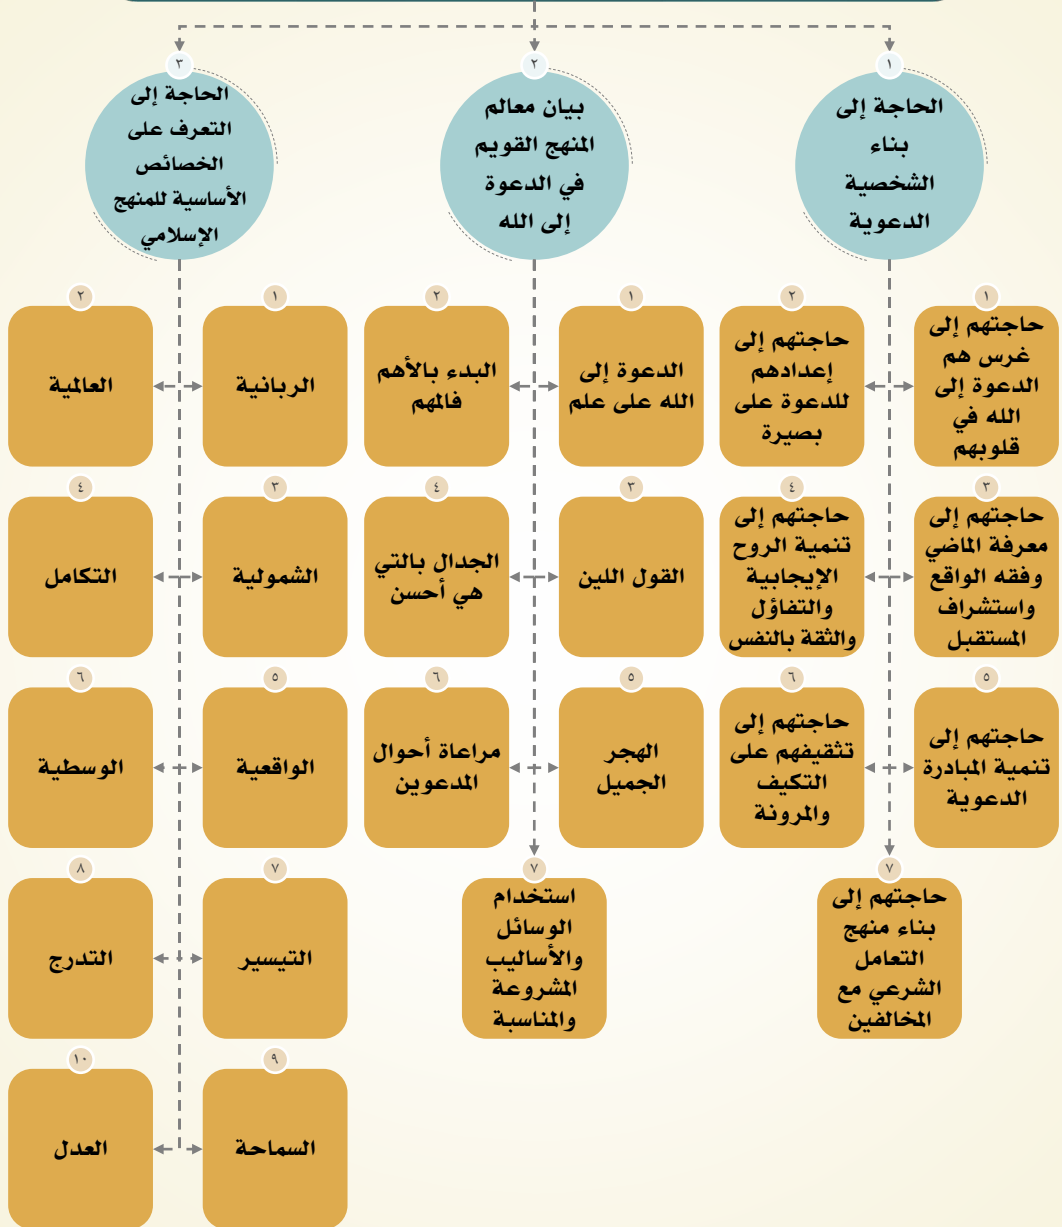 ١
الحاجة إلى
بناء
الشخصية
الدعوية
١
حاجتهم إلى
غرس هم
الدعوة إلى
الله في
قلوبهم
٢
حاجتهم إلى
إعدادهم
للدعوة على
بصيرة
٣
حاجتهم إلى
معرفة الماضي
وفقه الواقع
واستشراف
المستقبل
٤
حاجتهم إلى
تنمية الروح
الإيجابية
والتفاؤل
والثقة بالنفس
٥
حاجتهم إلى
تنمية المبادرة
الدعوية
٦
حاجتهم إلى
تثقيفهم على
التكيف
والمرونة
٧
حاجتهم إلى
بناء منهج
التعامل
الشرعي مع
المخالفين
٢
بيان معالم
المنهج القويم
في الدعوة
إلى الله
١
الدعوة إلى
الله على علم
٢
البدء بالأهم
فالمهم
٣
القول اللين
٤
الجدال بالتي
هي أحسن
٥
الهجر
الجميل
٦
مراعاة أحوال
المدعوين
٧
استخدام
الوسائل
والأساليب
المشروعة
والمناسبة
٣
الحاجة إلى
التعرف على
الخصائص
الأساسية للمنهج
الإسلامي
١
الربانية
٢
العالمية
٣
الشمولية
٤
التكامل
٥
الواقعية
٦
الوسطية
٧
التيسير
٨
التدرج
٩
السماحة
١٠
العدل